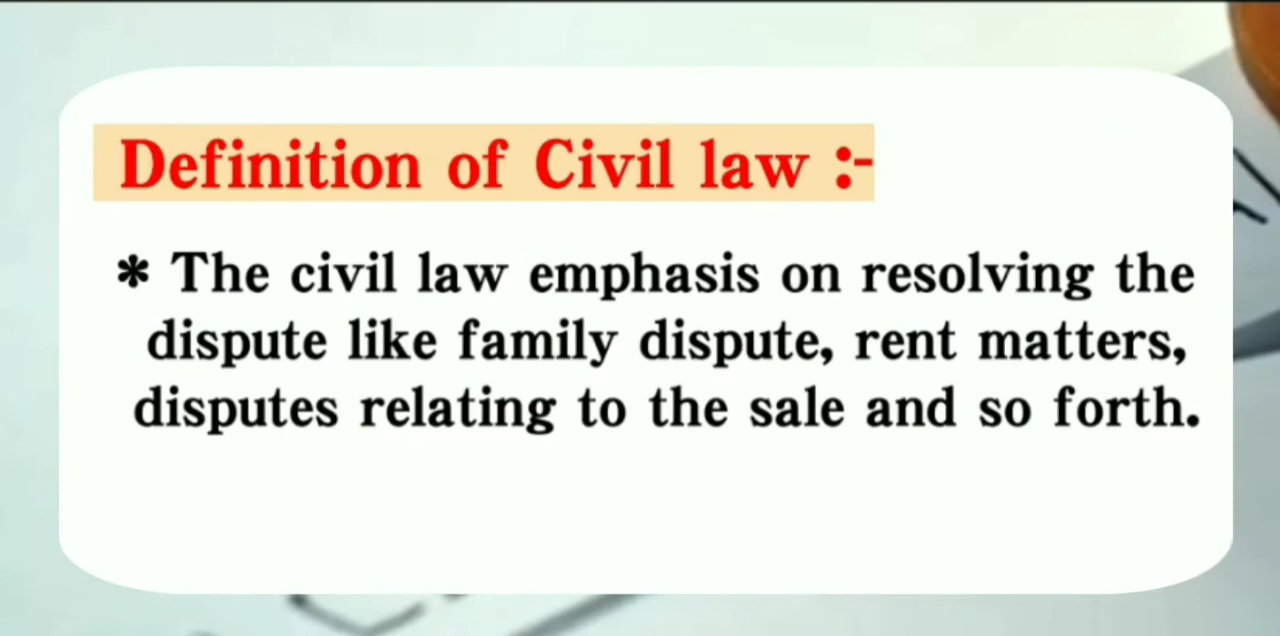 Definition of Civil law :-
* The civil law emphasis on resolving the
dispute like family dispute, rent matters,
disputes relating to the sale and so forth.